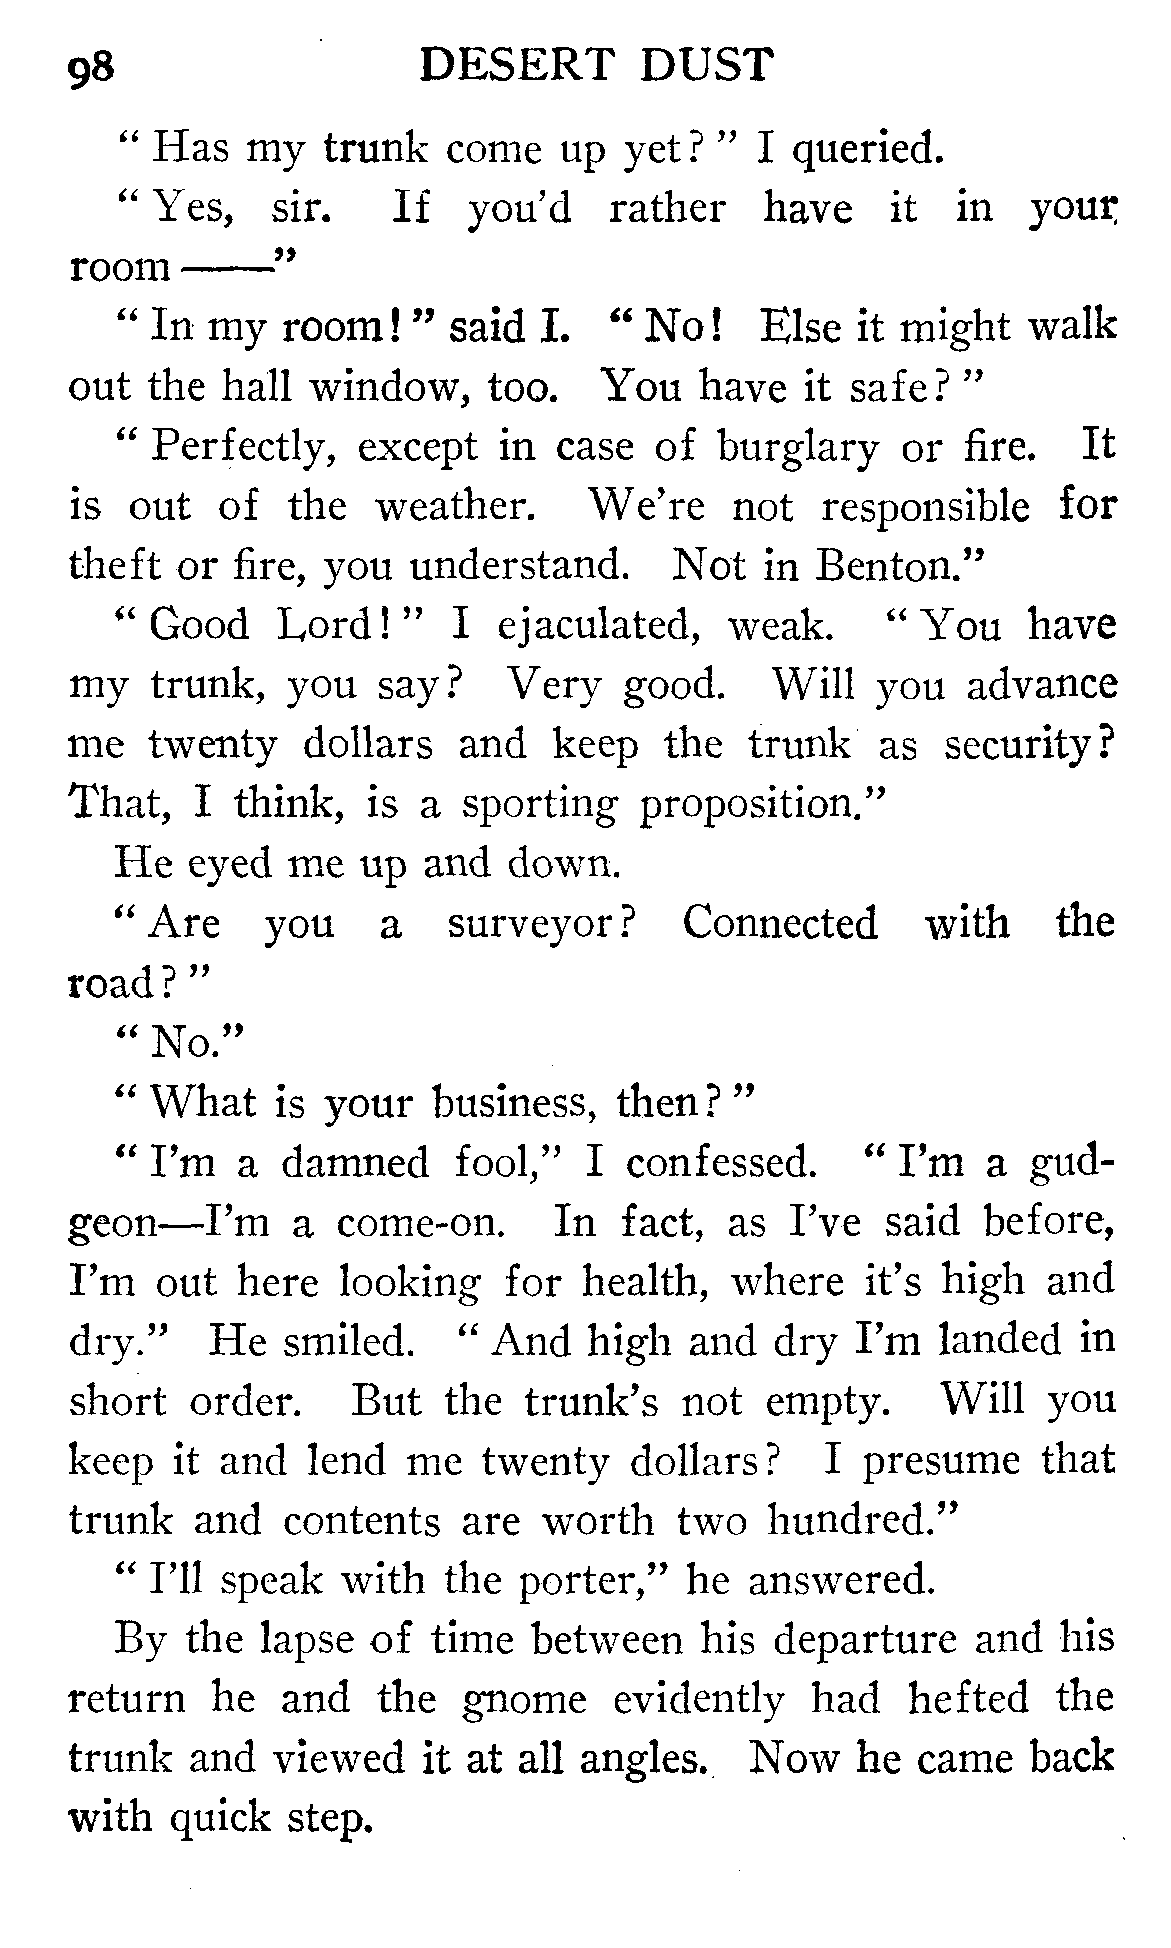 98 DESERT DUST
“ Has my trunk come up yet? ” I queried.
“ Yes, sir. If you’d rather have it in your
room ——”
“ In my room! ” said I. “ No! Else it might walk
out the hall window, too. You have it safe? ”
“ Perfectly, except in case of burglary or fire. It
is out of the weather. We’re not responsible for
theft or fire, you understand. Not in Benton.”
“ Good Lord! ” I ejaculated, weak. “ You have
my trunk, you say? Very good. Will you advance
me twenty dollars and keep the trunk as security?
That, I think, is a sporting proposition.”
He eyed me up and down.
“ Are you a surveyor? Connected with the
road? ”
“ No.”
“ What is your business, then? ”
“ I’m a damned fool,” I confessed. “ I’m a gud-
geon—I’m a come-on. In fact, as I’ve said before,
I’m out here looking for health, where it’s high and
dry.” He smiled. “ And high and dry I’m landed in
short order. But the trunk’s not empty. Will you
keep it and lend me twenty dollars? I presume that
trunk and contents are worth two hundred.”
“ I’ll speak with the porter,” he answered.
By the lapse of time between his departure and his
return he and the gnome evidently had hefted the
trunk and viewed it at all angles. Now he came back
with quick step.